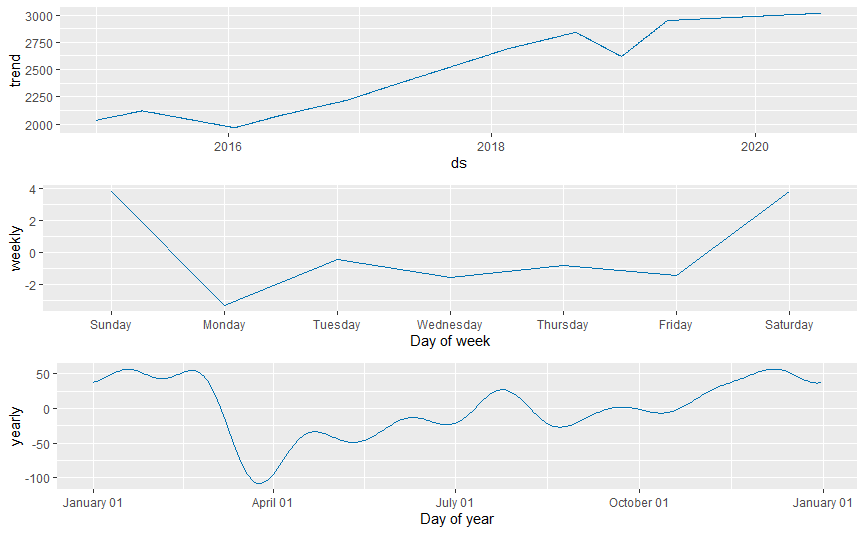 trend
3000
2750
2500
2250
2000
2016 2018 2020
ds
weekly
4
2
0
-2
Sunday Monday Tuesday Wednesday Thursday Friday Saturday
Day of week
yearly
50
0
-50
-100
January 01 April 01 July 01 October 01 January 01
Day of year